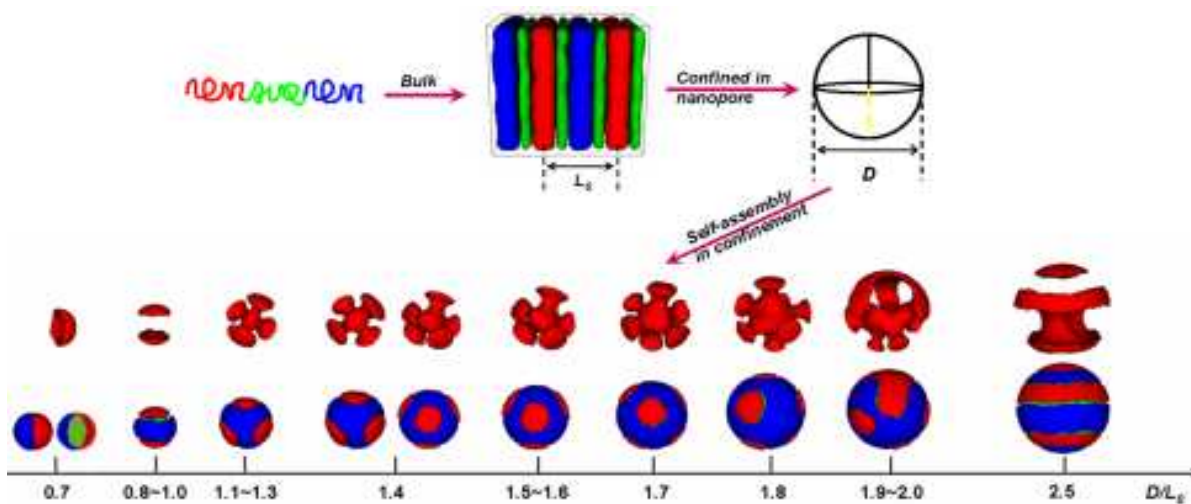 Bulk
Confined in
nanopore
L₀
D
Self-assembly
in confinement
0.7
0.8~1.0
1.1~1.3
1.4
1.5~1.6
1.7
1.8
1.9~2.0
2.5
D/L₀